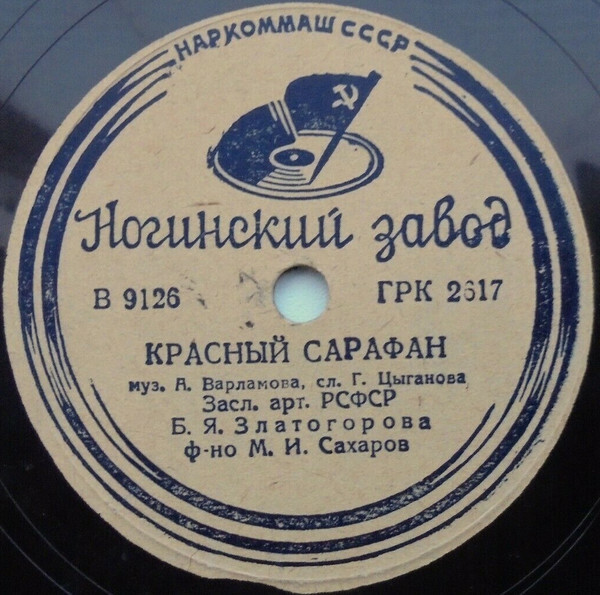 НАРКОММАШ СССР
Ногинский завод
В 9126 ГРК 2617
КРАСНЫЙ САРАФАН
муз. А. Варламова, сл. Г. Цыганова
Засл. арт. РСФСР
Б. Я. Златогорова
ф-но М. И. Сахаров